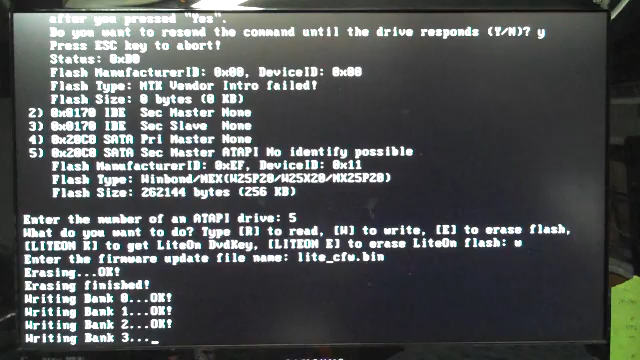 after you pressed "Yes".
Do you want to resend the command until the drive responds (Y/N)? y
Press ESC key to abort!
Status: 0xD0
Flash ManufacturerID: 0x00, DeviceID: 0x00
Flash Type: MTK Vendor Intro failed!
Flash Size: 0 bytes (0 KB)
2) 0x0170 IDE  Sec Master None
3) 0x0170 IDE  Sec Slave  None
4) 0x20C0 SATA Pri Master None
5) 0x20C0 SATA Sec Master ATAPI No identify possible
Flash ManufacturerID: 0xEF, DeviceID: 0x11
Flash Type: Winbond/NEX(W25P20/W25X20/MX25P20)
Flash Size: 262144 bytes (256 KB)
Enter the number of an ATAPI drive: 5
What do you want to do? Type [R] to read, [W] to write, [E] to erase flash,
[LITEON K] to get LiteOn DvdKey, [LITEON E] to erase LiteOn flash: w
Enter the firmware update file name: lite_cfw.bin
Erasing...OK!
Erasing finished!
Writing Bank 0...OK!
Writing Bank 1...OK!
Writing Bank 2...OK!
Writing Bank 3..._